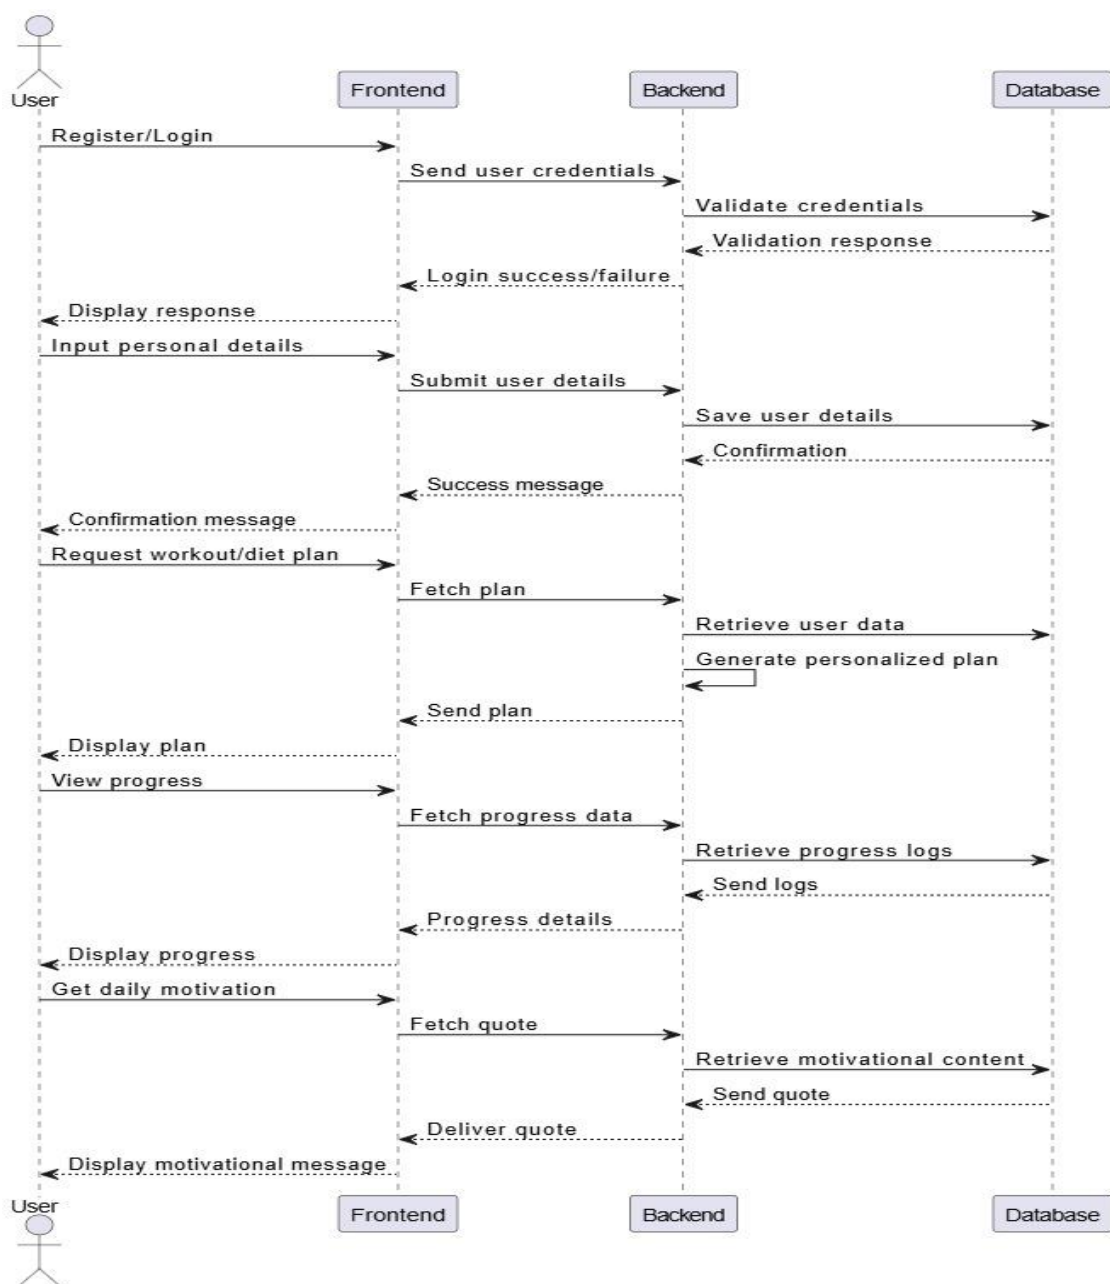 User
Frontend
Backend
Database
Register/Login
Send user credentials
Validate credentials
Validation response
Login success/failure
Display response
Input personal details
Submit user details
Save user details
Confirmation
Success message
Confirmation message
Request workout/diet plan
Fetch plan
Retrieve user data
Generate personalized plan
Send plan
Display plan
View progress
Fetch progress data
Retrieve progress logs
Send logs
Progress details
Display progress
Get daily motivation
Fetch quote
Retrieve motivational content
Send quote
Deliver quote
Display motivational message
User
Frontend
Backend
Database